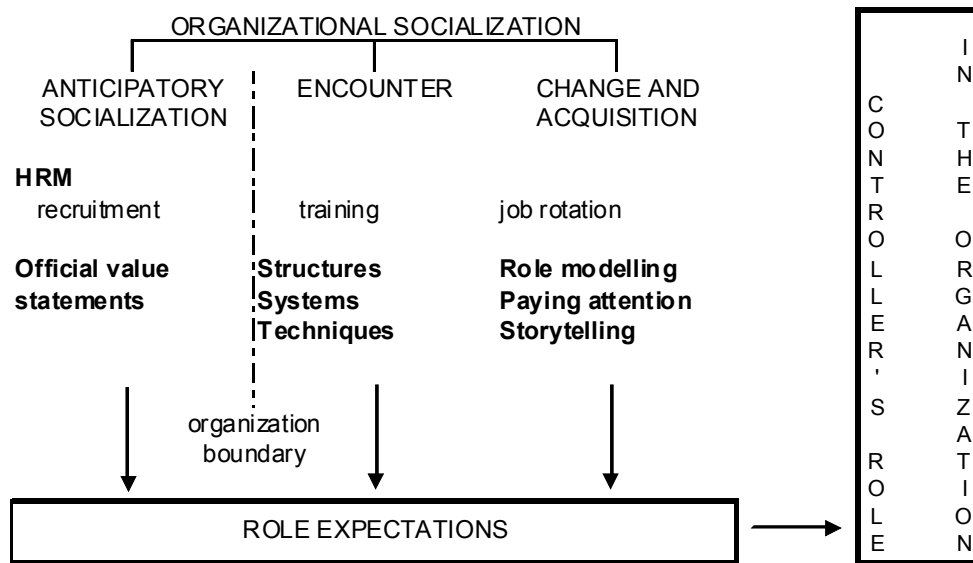 ORGANIZATIONAL SOCIALIZATION
ANTICIPATORY
SOCIALIZATION
ENCOUNTER
CHANGE AND
ACQUISITION
HRM
recruitment
training
job rotation
Official value
statements
Structures
Systems
Techniques
Role modelling
Paying attention
Storytelling
organization
boundary
ROLE EXPECTATIONS
CONTROLLER'S ROLE
IN THE ORGANIZATION